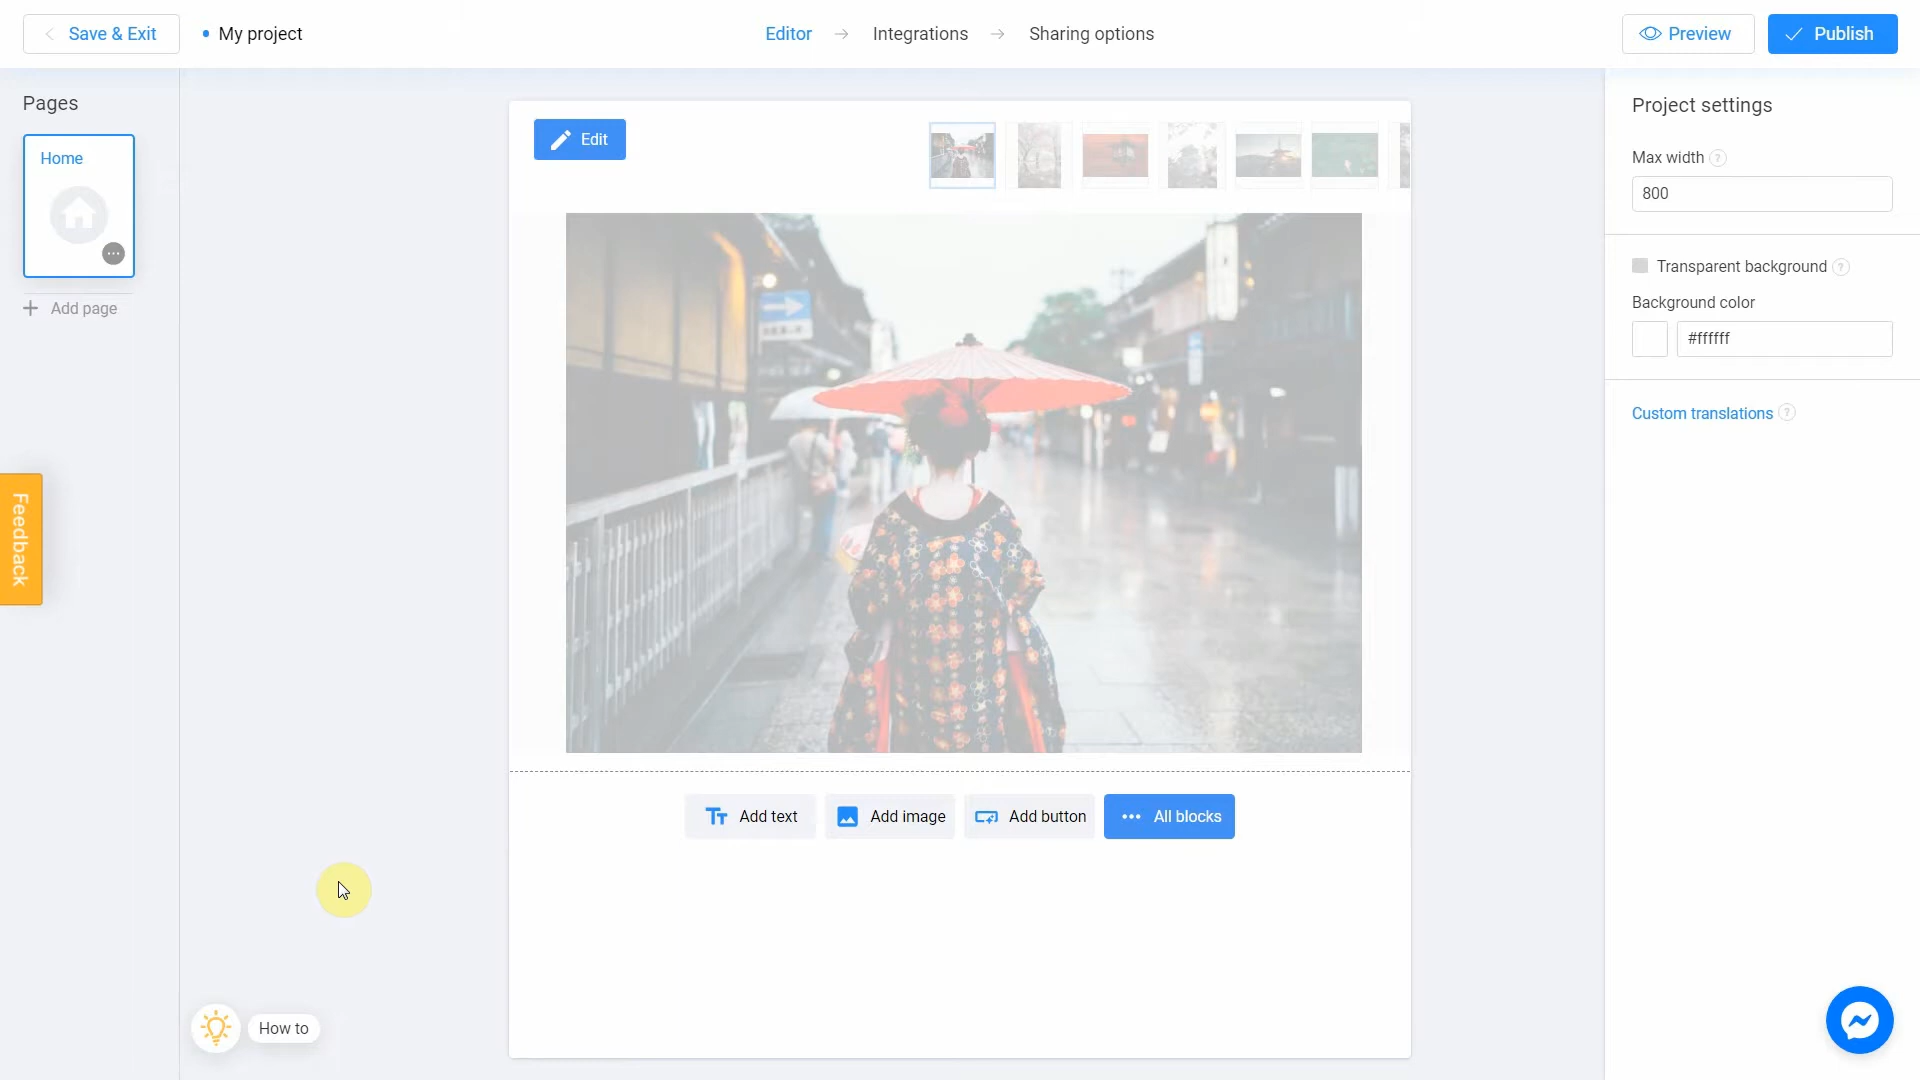 Save & Exit
My project
Editor
Integrations
Sharing options
Preview
Publish
Pages
Home
Add page
Feedback
How to
Edit
Add text
Add image
Add button
All blocks
Project settings
Max width ?
800
Transparent background ?
Background color
#ffffff
Custom translations ?